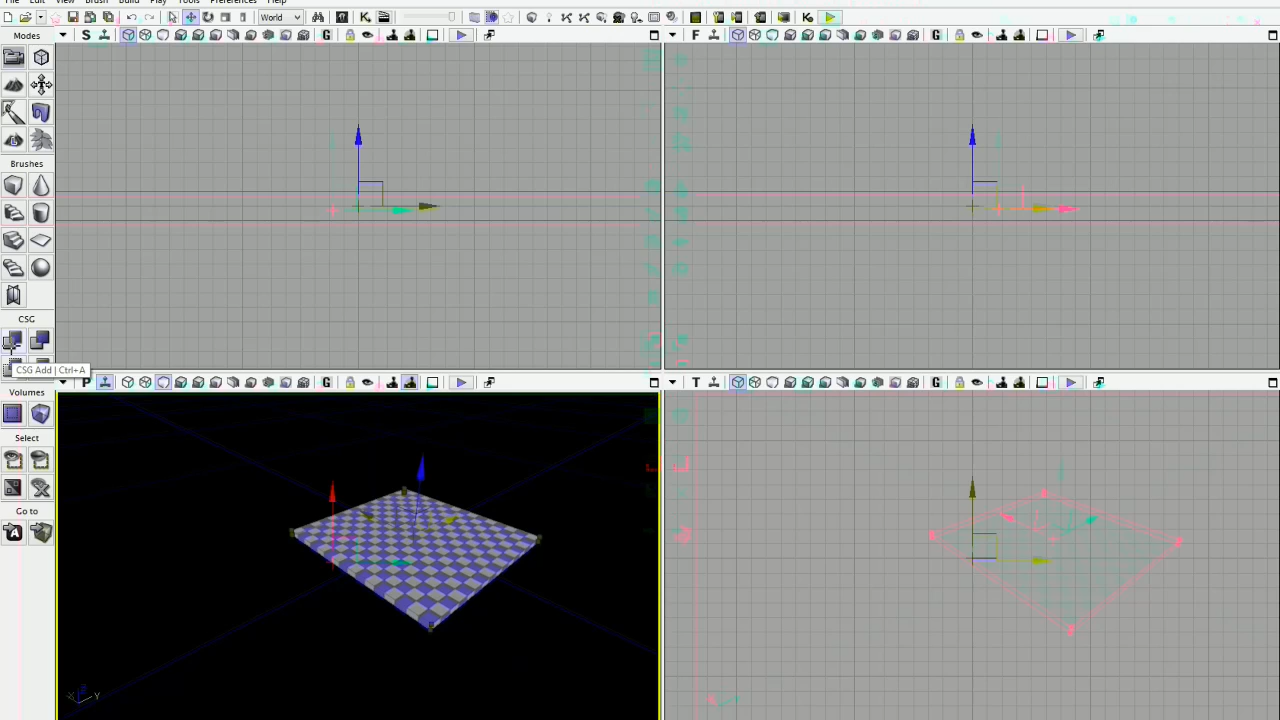 File Edit View Brush Build Play Tools Preferences Help
World
Modes
S
G
F
G
Brushes
CSG
CSG Add | Ctrl+A
P
G
T
G
Volumes
Select
Go to
X Y